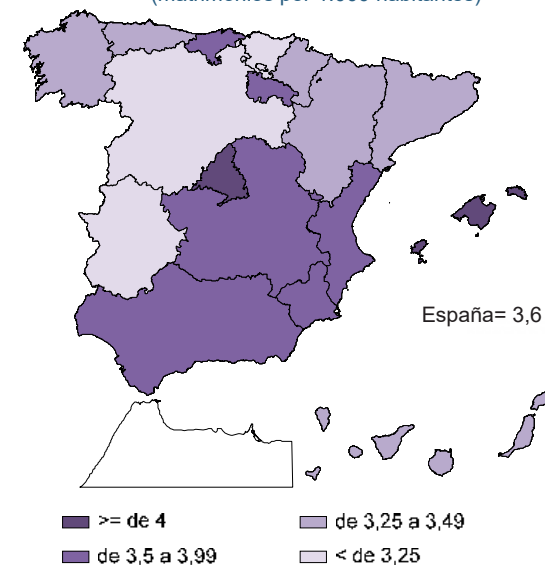 (matrimonios por 1.000 habitantes)
España= 3,6
>= de 4
de 3,25 a 3,49
de 3,5 a 3,99
< de 3,25